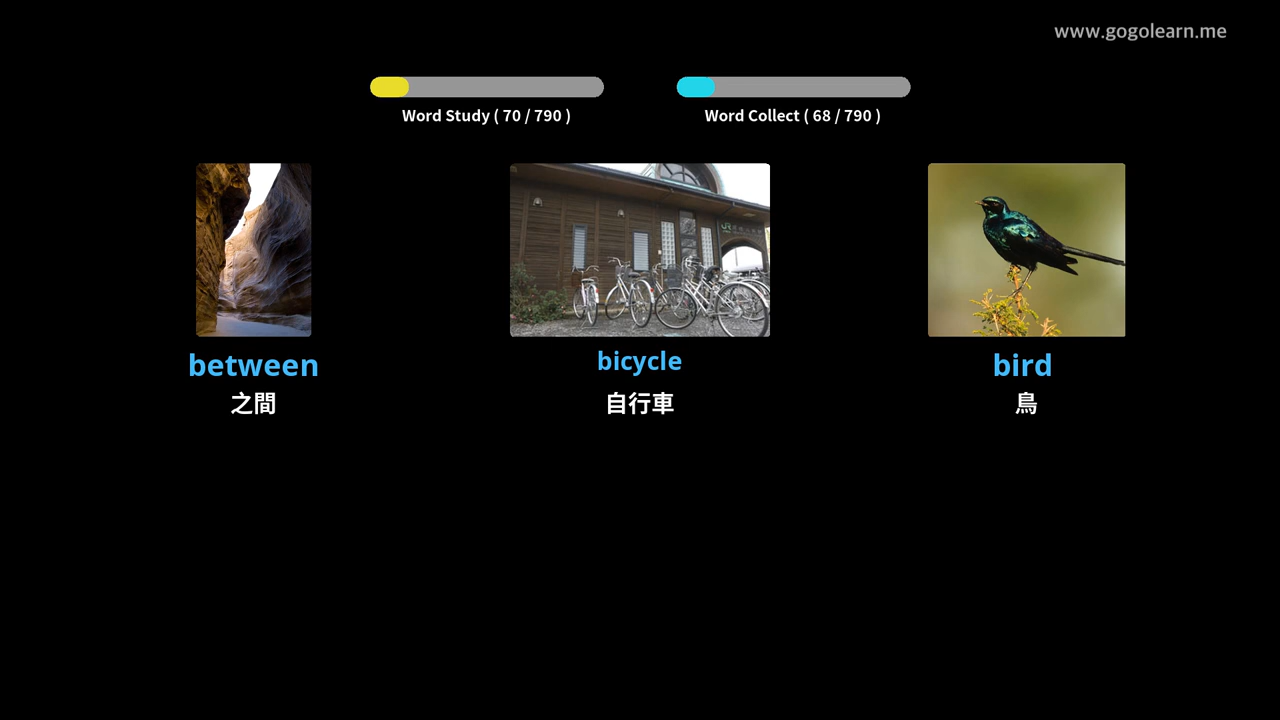 www.gogolearn.me
Word Study ( 70 / 790 )
Word Collect ( 68 / 790 )
JR
between
bicycle
bird
之間
自行車
鳥